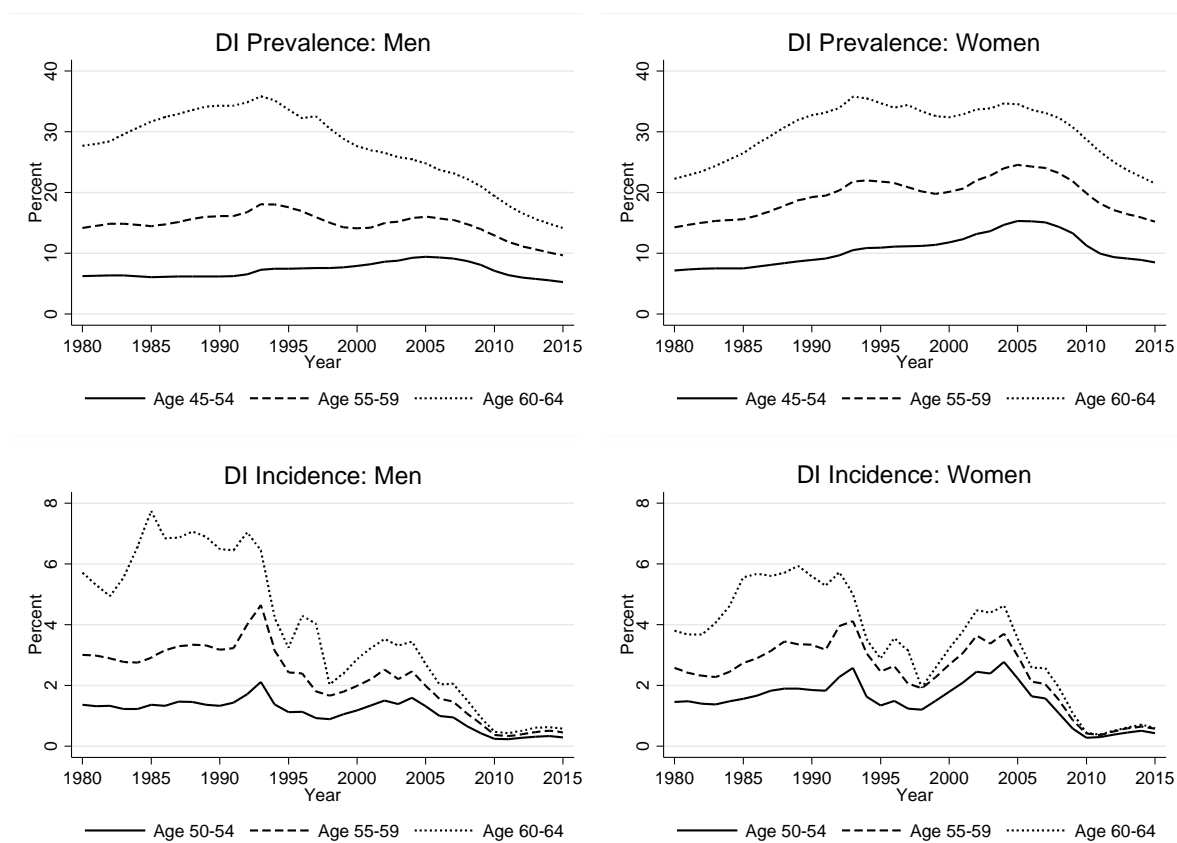 DI Prevalence: Men
Percent
40
30
20
10
0
1980 1985 1990 1995 2000 2005 2010 2015
Year
Age 45-54 Age 55-59 Age 60-64
DI Prevalence: Women
Percent
40
30
20
10
0
1980 1985 1990 1995 2000 2005 2010 2015
Year
Age 45-54 Age 55-59 Age 60-64
DI Incidence: Men
Percent
8
6
4
2
0
1980 1985 1990 1995 2000 2005 2010 2015
Year
Age 50-54 Age 55-59 Age 60-64
DI Incidence: Women
Percent
8
6
4
2
0
1980 1985 1990 1995 2000 2005 2010 2015
Year
Age 50-54 Age 55-59 Age 60-64